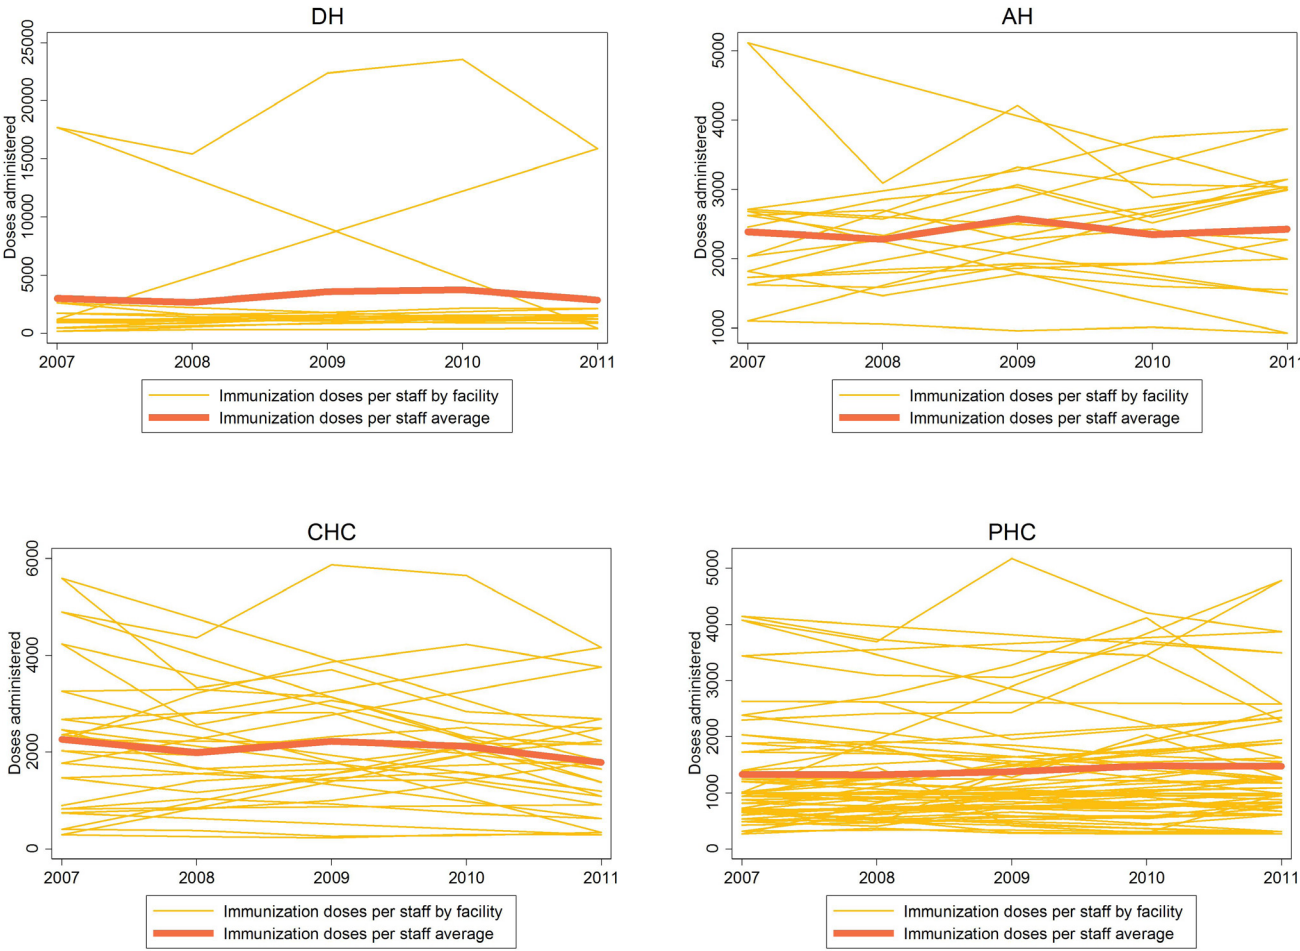 DH
Doses administered
25000
20000
15000
10000
5000
0
2007 2008 2009 2010 2011
Immunization doses per staff by facility
Immunization doses per staff average
AH
Doses administered
5000
4000
3000
2000
1000
2007 2008 2009 2010 2011
Immunization doses per staff by facility
Immunization doses per staff average
CHC
Doses administered
6000
4000
2000
0
2007 2008 2009 2010 2011
Immunization doses per staff by facility
Immunization doses per staff average
PHC
Doses administered
5000
4000
3000
2000
1000
0
2007 2008 2009 2010 2011
Immunization doses per staff by facility
Immunization doses per staff average